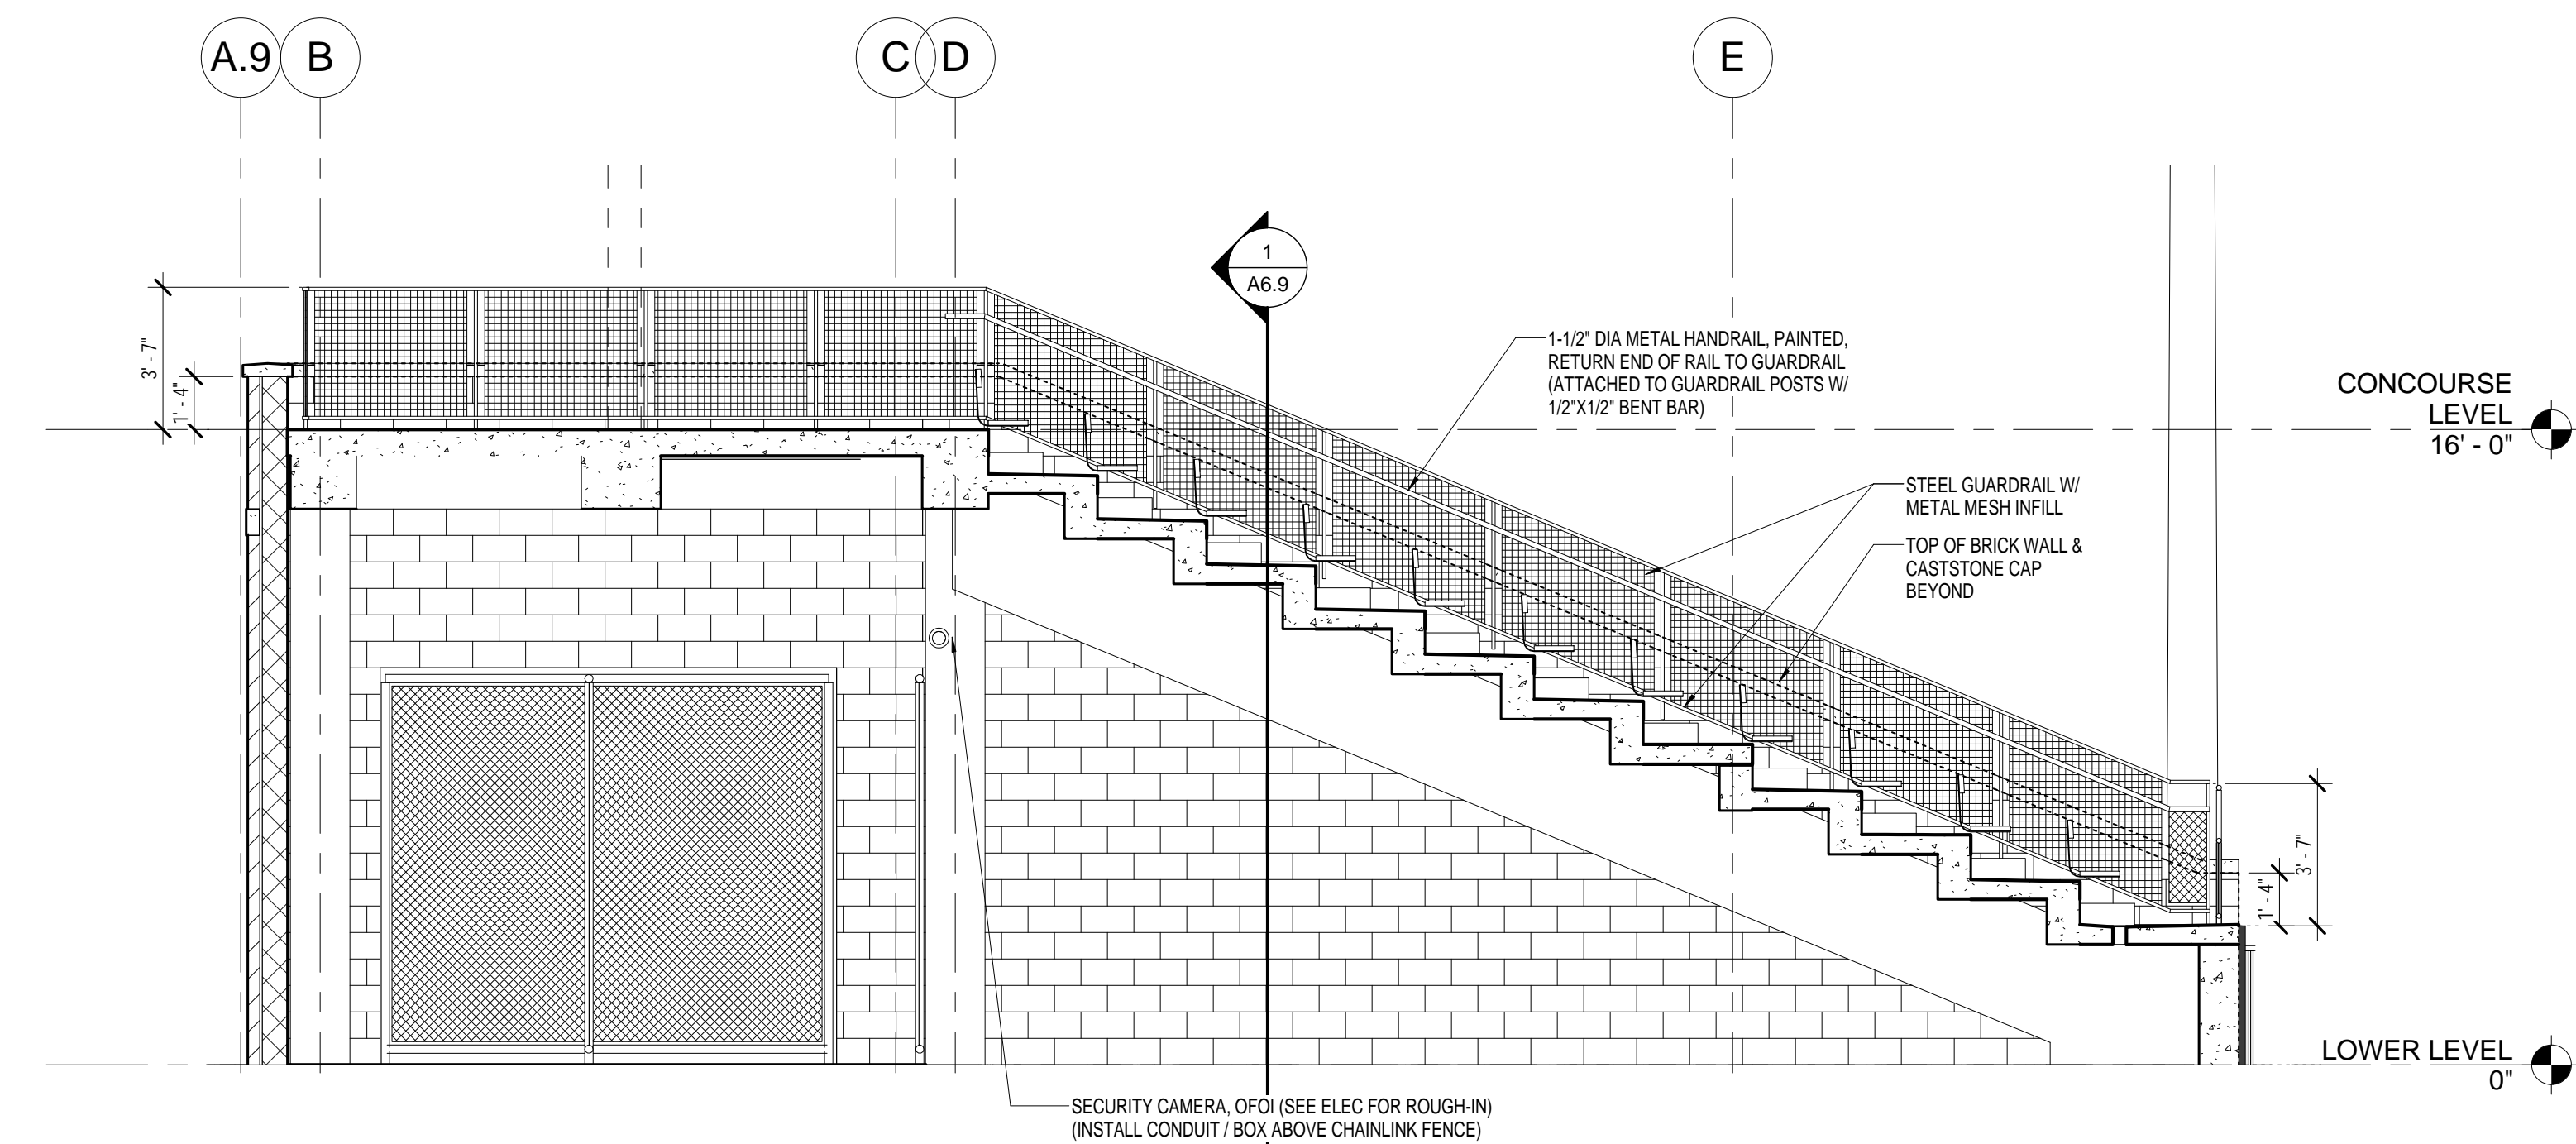 A.9
B
C
D
E
1
A6.9
3' - 7"
1' - 4"
1-1/2" DIA METAL HANDRAIL, PAINTED,
RETURN END OF RAIL TO GUARDRAIL
(ATTACHED TO GUARDRAIL POSTS W/
1/2"X1/2" BENT BAR)
CONCOURSE
LEVEL
16' - 0"
STEEL GUARDRAIL W/
METAL MESH INFILL
TOP OF BRICK WALL &
CASTSTONE CAP
BEYOND
3' - 7"
1' - 4"
LOWER LEVEL
0"
SECURITY CAMERA, OFOI (SEE ELEC FOR ROUGH-IN)
(INSTALL CONDUIT / BOX ABOVE CHAINLINK FENCE)